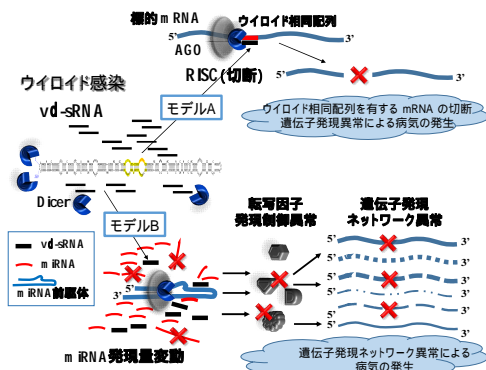 標的mRNA
ウイロイド相同配列
5'
3'
AGO
RISC(切断)
5'
3'
ウイロイド感染
vd-sRNA
モデルA
ウイロイド相同配列を有する mRNA の切断
遺伝子発現異常による病気の発生
Dicer
モデルB
転写因子
発現制御異常
遺伝子発現
ネットワーク異常
vd-sRNA
miRNA
miRNA前駆体
5'
3'
5'
3'
5'
3'
5'
3'
5'
3'
5'
3'
5'
3'
miRNA発現量変動
遺伝子発現ネットワーク異常による
病気の発生